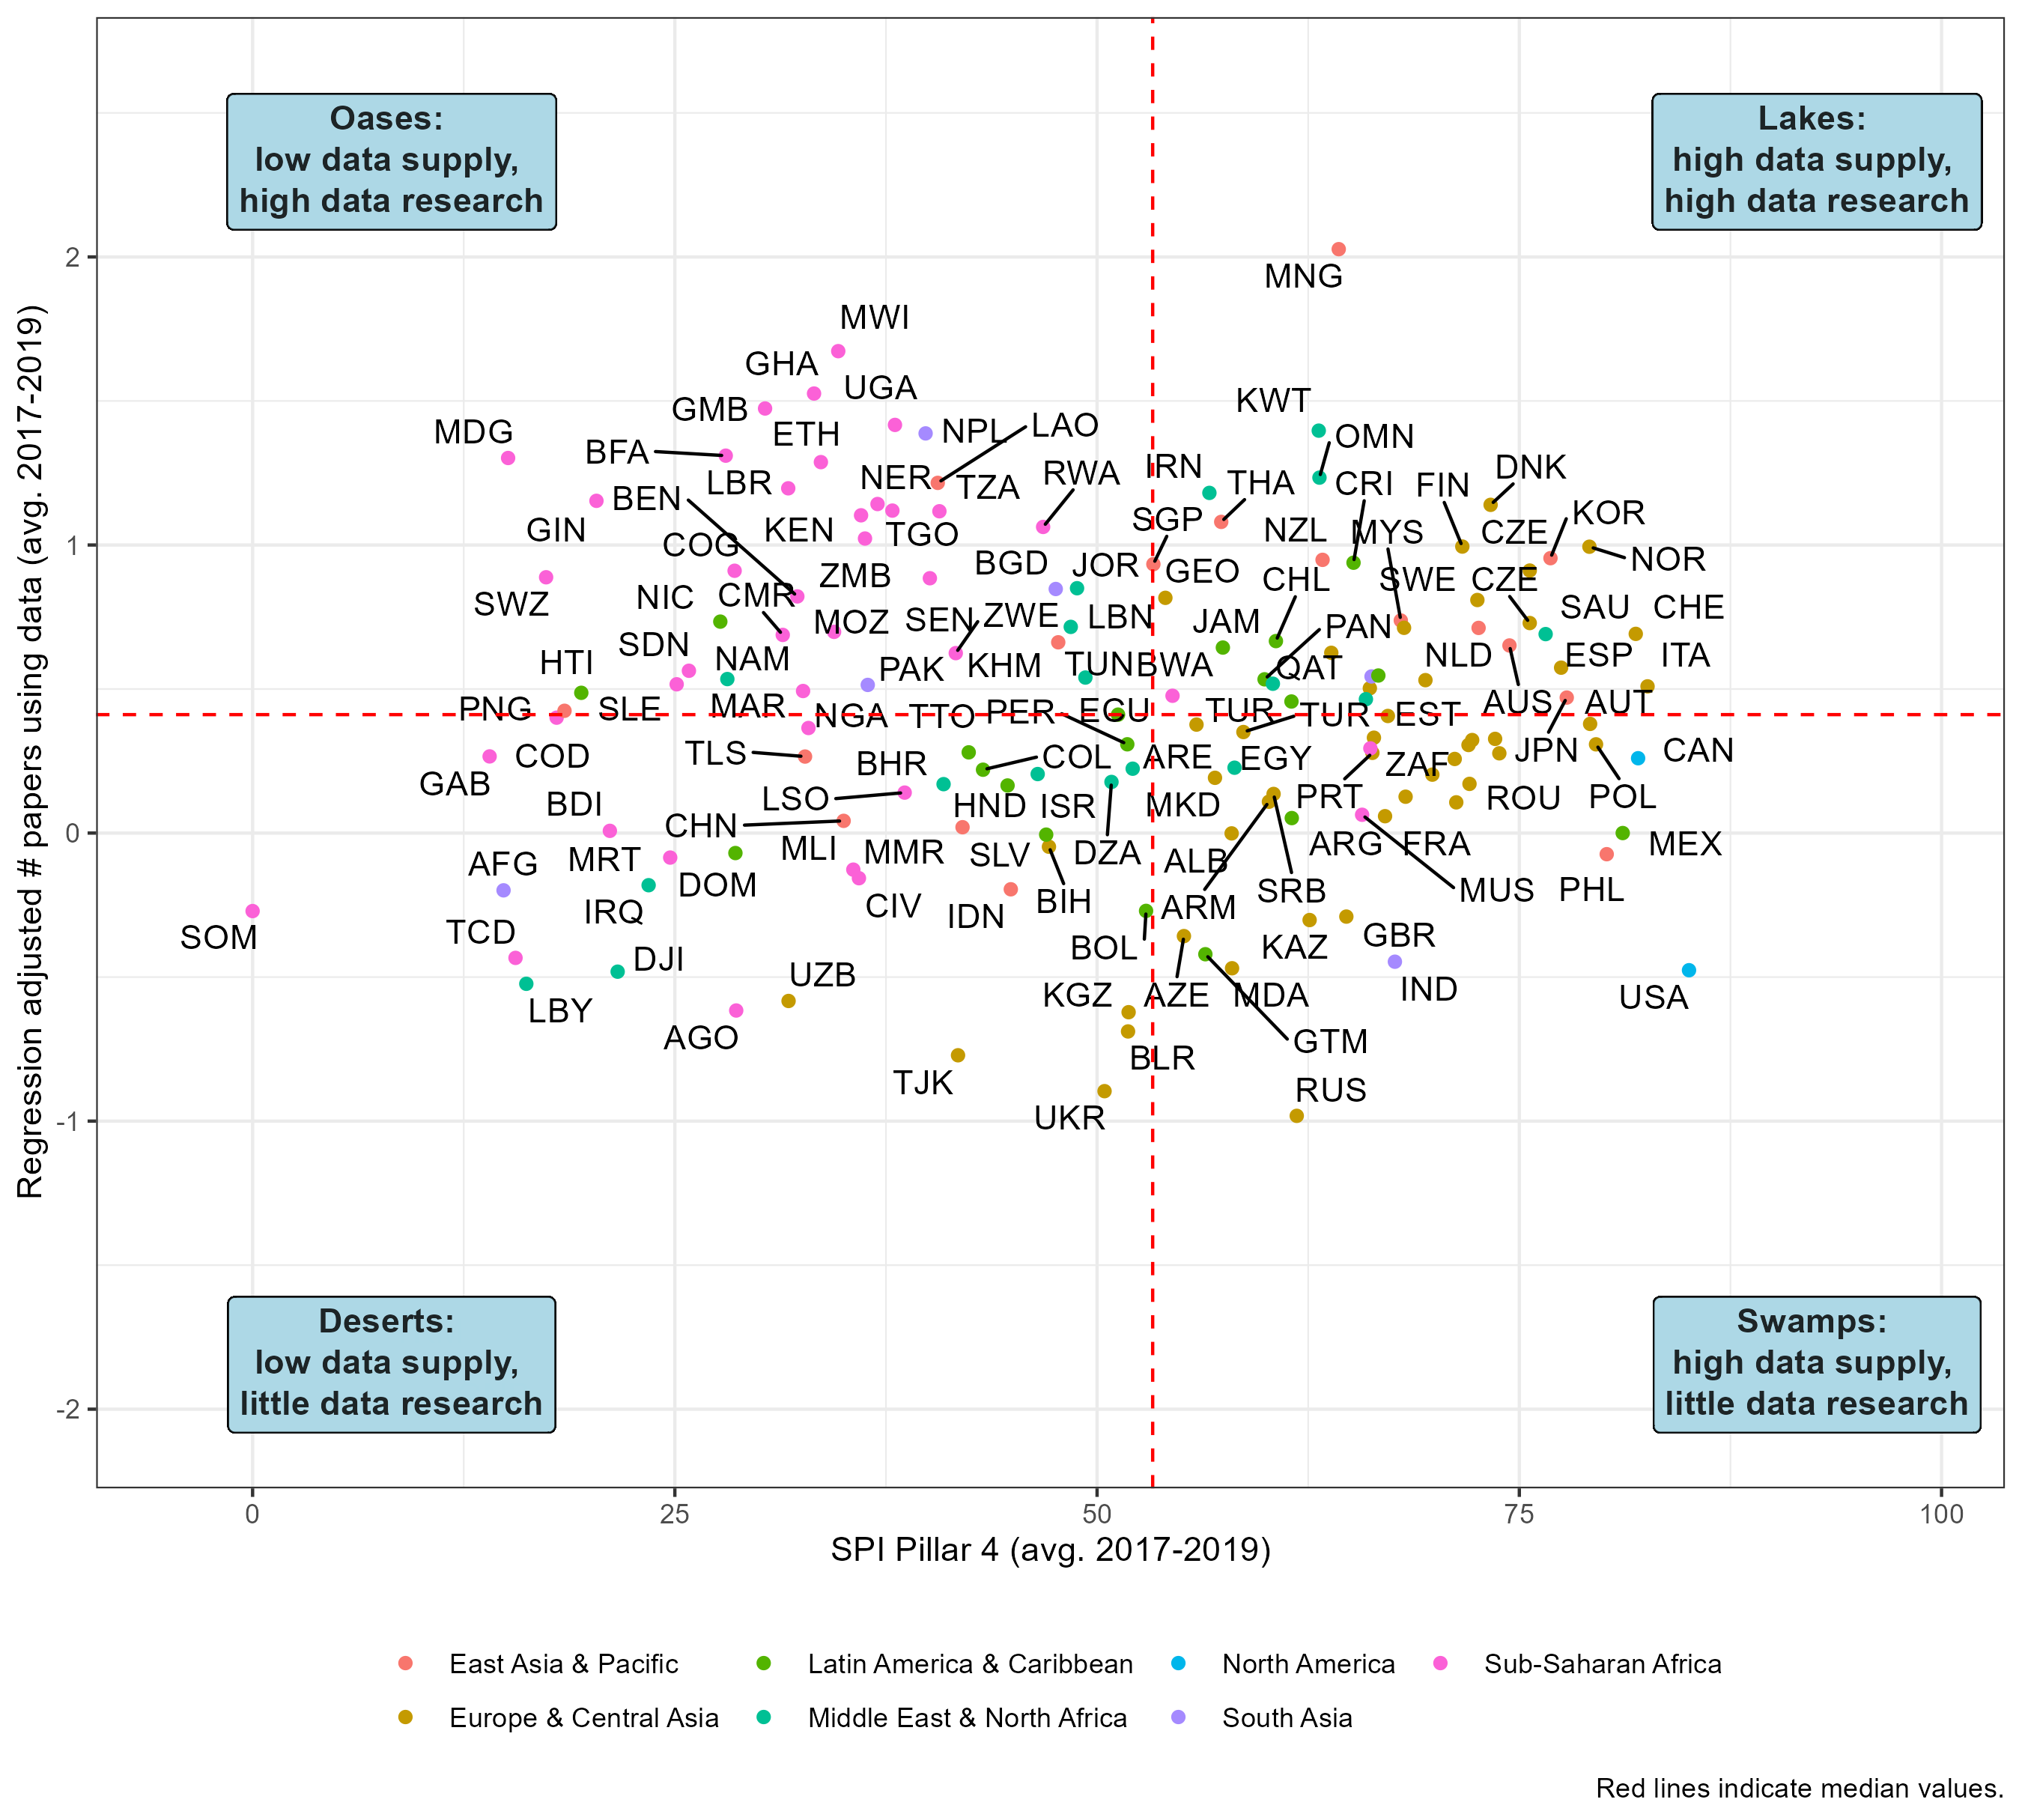 Oases:
low data supply,
high data research
Lakes:
high data supply,
high data research
MNG
MWI
GHA
UGA
KWT
GMB
MDG
ETH
NPL
LAO
OMN
BFA
LBR
NER
TZA
RWA
IRN
THA
CRI
FIN
DNK
BEN
GIN
KEN
TGO
SGP
NZL
MYS
CZE
KOR
COG
NOR
ZMB
BGD
JOR
GEO
CHL
SWE
CZE
SWZ
NIC
CMR
MOZ
SEN
ZWE
LBN
JAM
PAN
SAU
CHE
SDN
HTI
NAM
PAK
KHM
TUN
BWA
QAT
NLD
ESP
ITA
PNG
SLE
MAR
NGA
TTO
PER
ECU
TUR
TUR
EST
AUS
AUT
GAB
COD
TLS
BHR
COL
ARE
EGY
ZAF
JPN
CAN
BDI
LSO
HND
ISR
MKD
PRT
ROU
POL
CHN
AFG
MRT
DOM
MLI
MMR
SLV
DZA
ALB
ARG
FRA
MEX
SOM
TCD
IRQ
CIV
IDN
BIH
ARM
SRB
MUS
PHL
DJI
BOL
KAZ
GBR
LBY
UZB
KGZ
AZE
MDA
IND
USA
AGO
GTM
TJK
BLR
RUS
UKR
Deserts:
low data supply,
little data research
Swamps:
high data supply,
little data research
2
1
0
-1
-2
Regression adjusted # papers using data (avg. 2017-2019)
0 25 50 75 100
SPI Pillar 4 (avg. 2017-2019)
East Asia & Pacific Latin America & Caribbean North America Sub-Saharan Africa
Europe & Central Asia Middle East & North Africa South Asia
Red lines indicate median values.